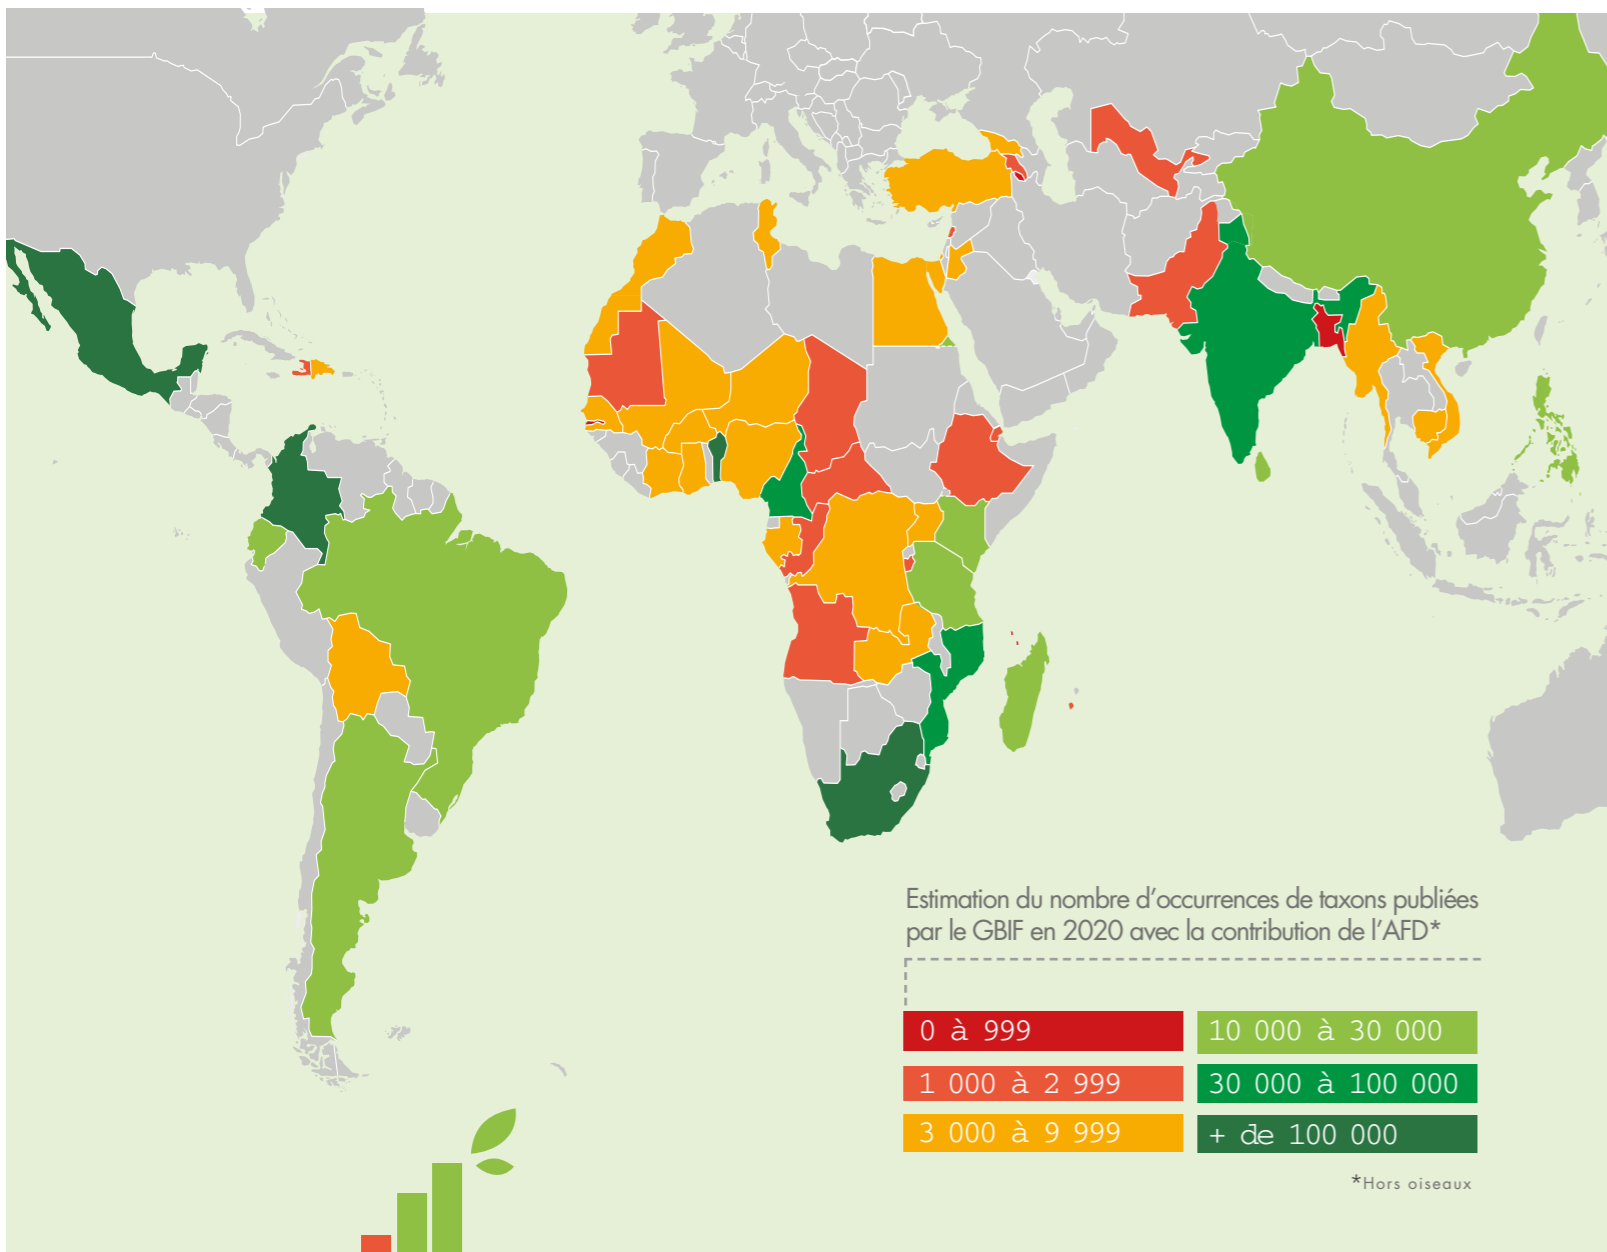 Estimation du nombre d’occurrences de taxons publiées
par le GBIF en 2020 avec la contribution de l’AFD*
0 à 999
1 000 à 2 999
3 000 à 9 999
10 000 à 30 000
30 000 à 100 000
+ de 100 000
*Hors oiseaux